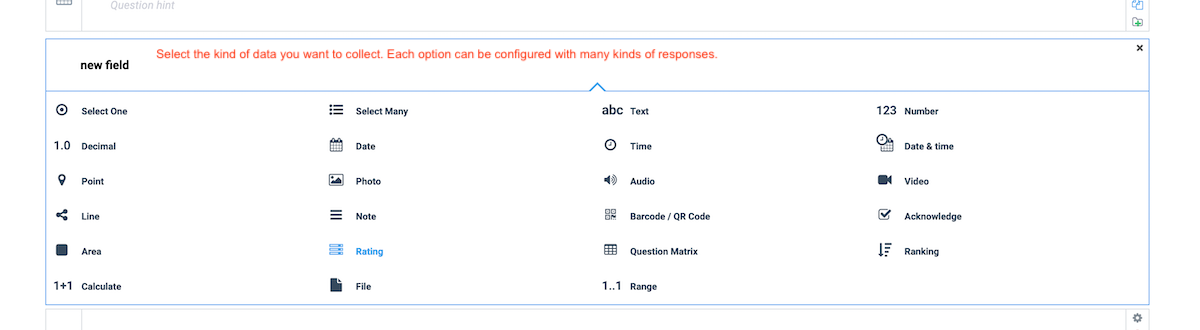 Question hint
Select the kind of data you want to collect. Each option can be configured with many kinds of responses.
new field
Select One
Select Many
abc Text
123 Number
1.0 Decimal
Date
Time
Date & time
Point
Photo
Audio
Video
Line
Note
Barcode / QR Code
Acknowledge
Area
Rating
Question Matrix
Ranking
1+1 Calculate
File
1..1 Range